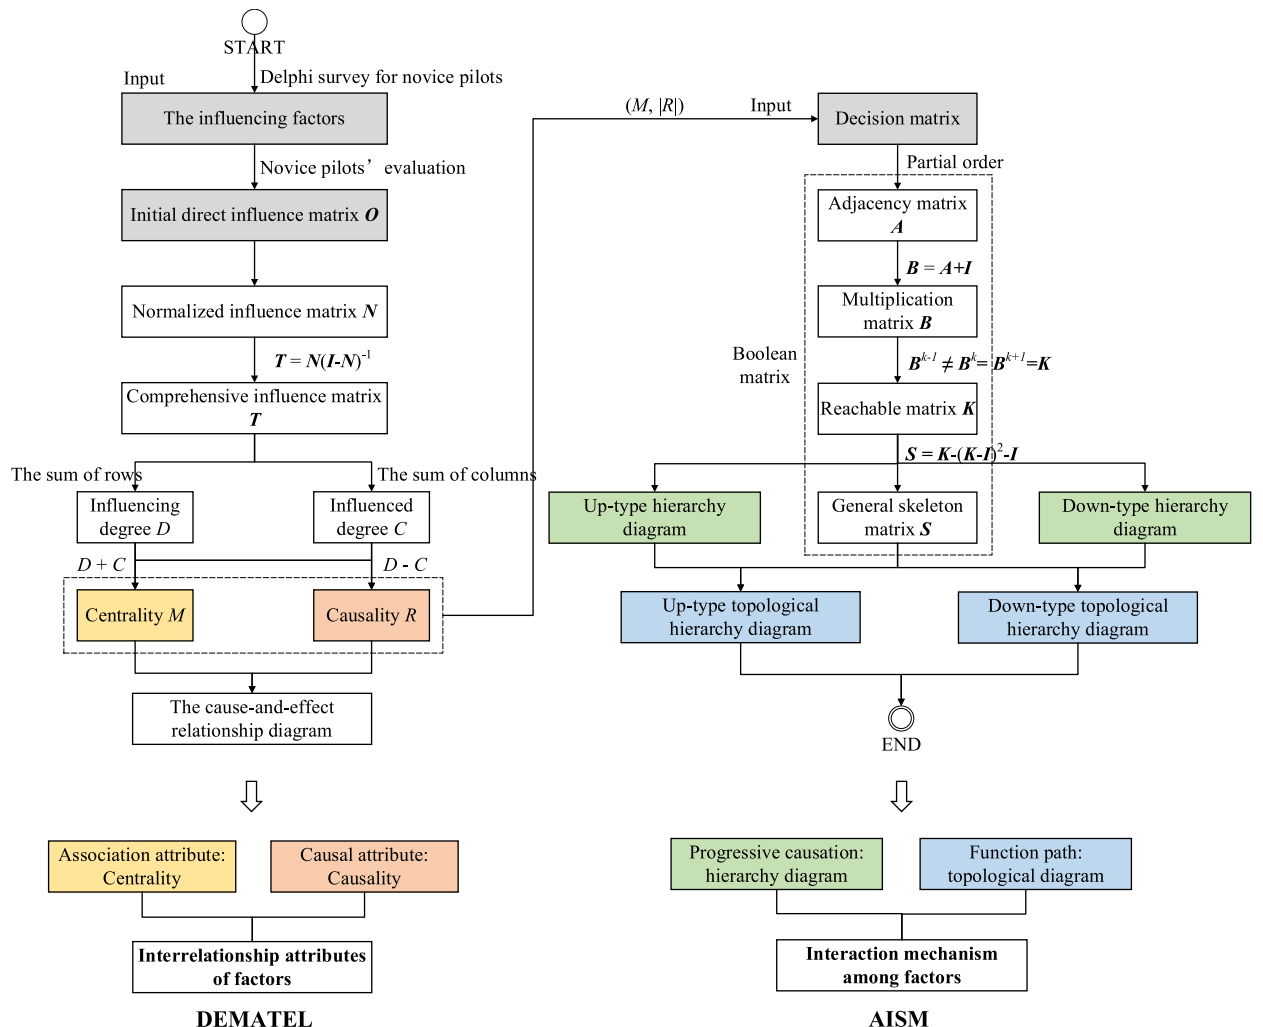 START
Input
Delphi survey for novice pilots
The influencing factors
Novice pilots’ evaluation
Initial direct influence matrix O
Normalized influence matrix N
T = N(I-N)-1
Comprehensive influence matrix
T
The sum of rows
The sum of columns
Influencing
degree D
Influenced
degree C
D + C
D - C
Centrality M
Causality R
The cause-and-effect
relationship diagram
Association attribute:
Centrality
Causal attribute:
Causality
Interrelationship attributes
of factors
DEMATEL
(M, |R|)
Input
Decision matrix
Partial order
Adjacency matrix
A
B = A+I
Multiplication
matrix B
Boolean
matrix
Bk-1 ≠ Bk= Bk+1=K
Reachable matrix K
S = K-(K-I)2-I
Up-type hierarchy
diagram
General skeleton
matrix S
Down-type hierarchy
diagram
Up-type topological
hierarchy diagram
Down-type topological
hierarchy diagram
END
Progressive causation:
hierarchy diagram
Function path:
topological diagram
Interaction mechanism
among factors
AISM